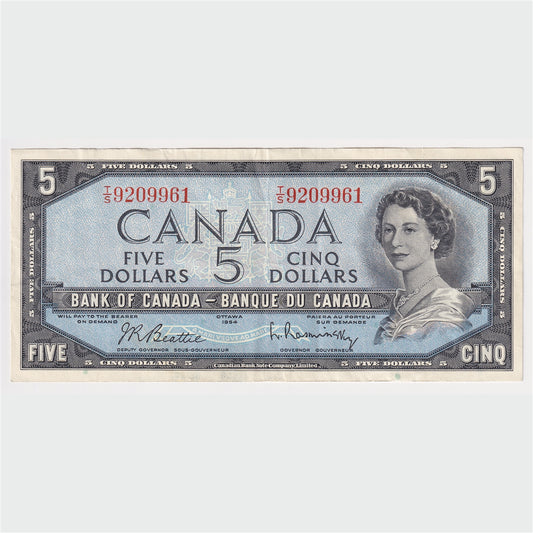 5 FIVE DOLLARS 5 5 CINQ DOLLARS 5
5 5
T/S 9209961 T/S 9209961
CANADA
FIVE DOLLARS 5 CINQ DOLLARS
BANK OF CANADA – BANQUE DU CANADA
WILL PAY TO THE BEARER ON DEMAND
OTTAWA 1954
PAIERA AU PORTEUR SUR DEMANDE
J.R. Beattie L. Rasminsky
DEPUTY GOVERNOR SOUS-GOUVERNEUR GOVERNOR GOUVERNEUR
FIVE CINQ
Canadian Bank Note Company, Limited
5 FIVE DOLLARS 5
5 CINQ DOLLARS 5